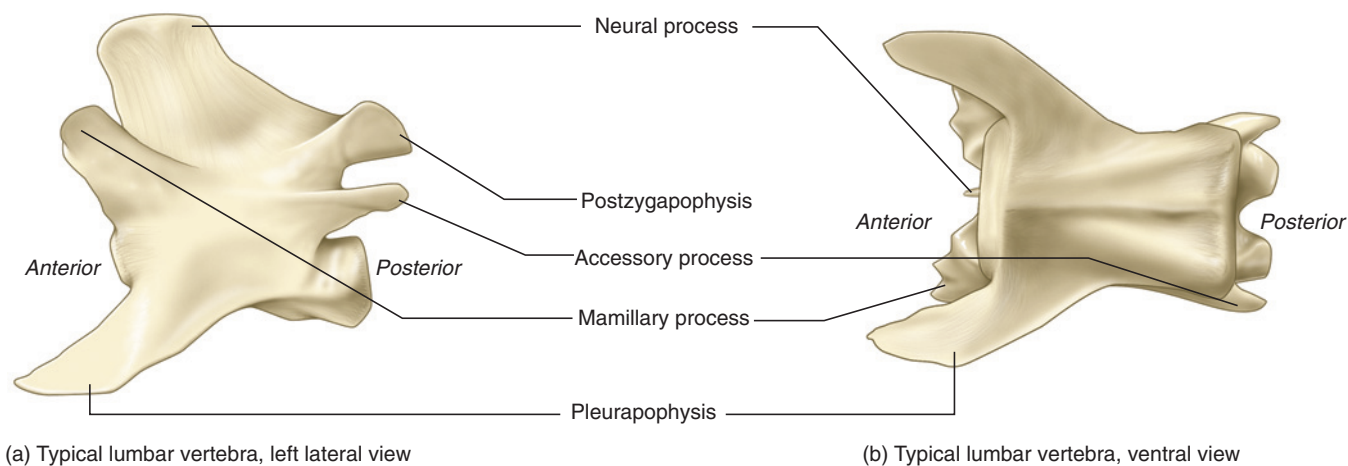 Neural process
Postzygapophysis
Anterior
Posterior
Accessory process
Mamillary process
Pleurapophysis
Anterior
Posterior
(a) Typical lumbar vertebra, left lateral view
(b) Typical lumbar vertebra, ventral view